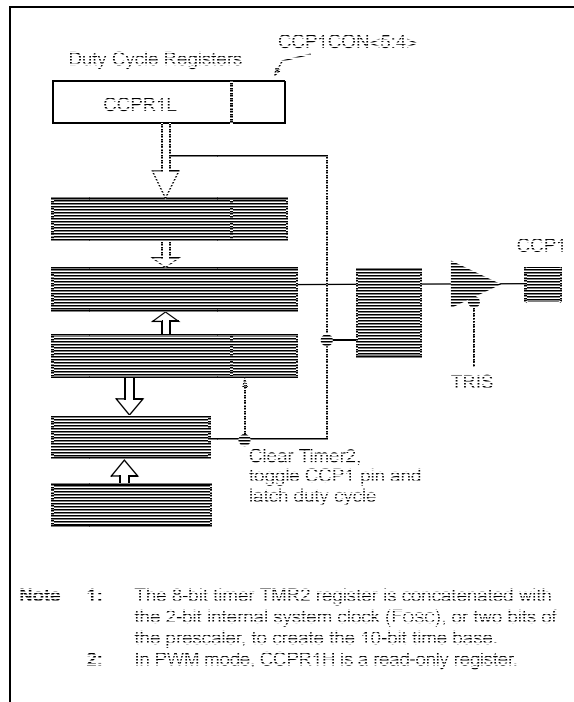 CCP1CON<5:4>
Duty Cycle Registers
CCPR1L
CCP1
TRIS
Clear Timer2,
toggle CCP1 pin and
latch duty cycle
Note 1: The 8-bit timer TMR2 register is concatenated with
the 2-bit internal system clock (FOSC), or two bits of
the prescaler, to create the 10-bit time base.
2: In PWM mode, CCPR1H is a read-only register.